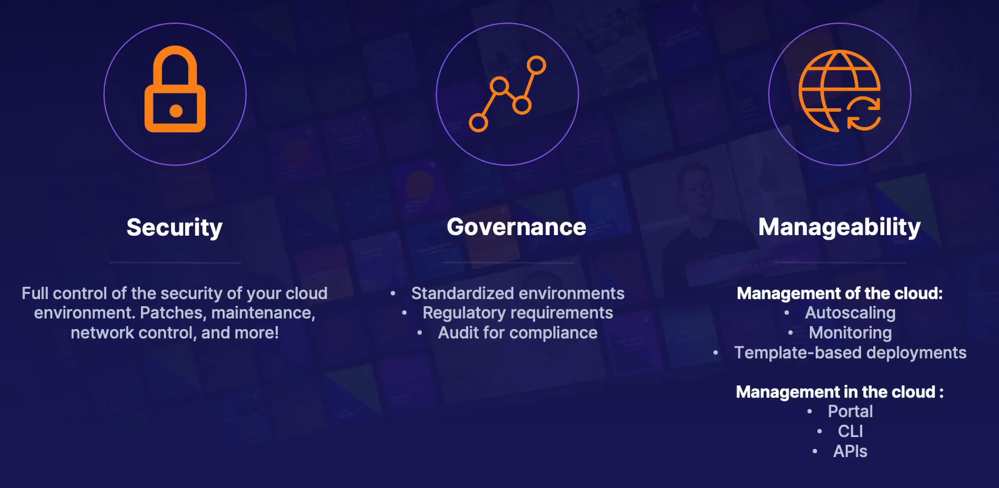 Security
Full control of the security of your cloud
environment. Patches, maintenance,
network control, and more!
Governance
• Standardized environments
• Regulatory requirements
• Audit for compliance
Manageability
Management of the cloud:
• Autoscaling
• Monitoring
• Template-based deployments
Management in the cloud :
• Portal
• CLI
• APIs